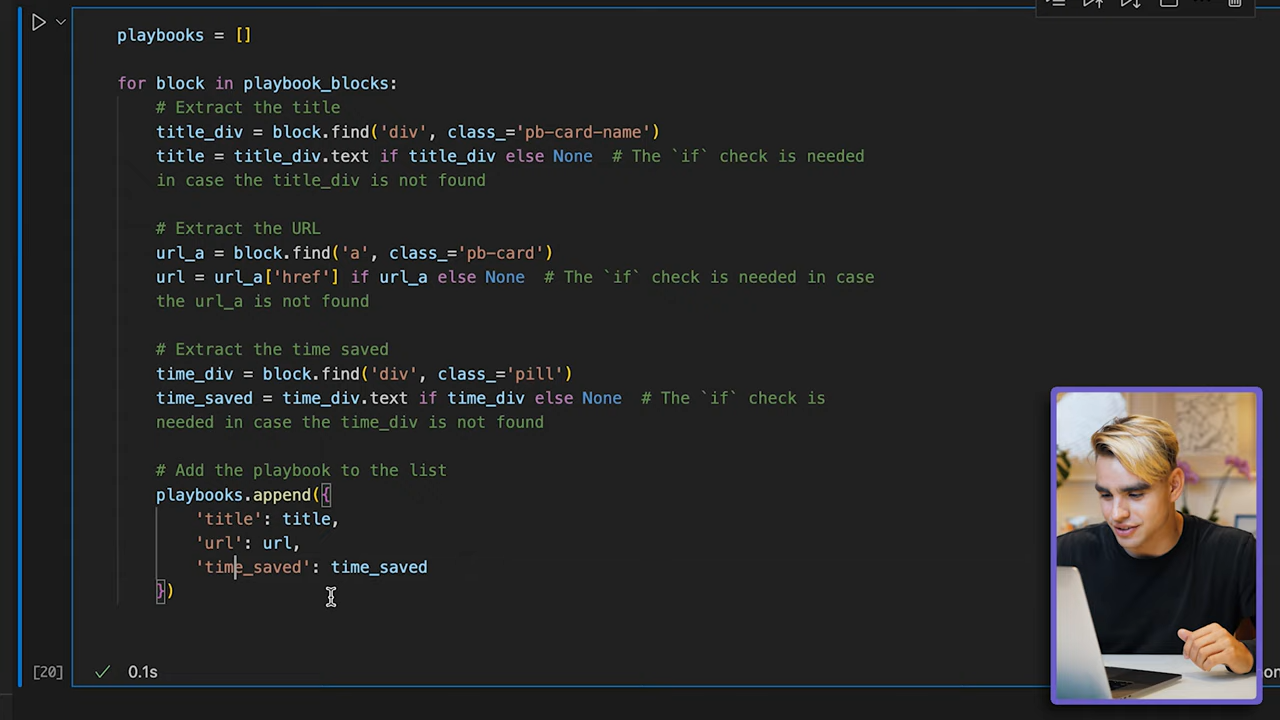 playbooks = []
for block in playbook_blocks:
# Extract the title
title_div = block.find('div', class_='pb-card-name')
title = title_div.text if title_div else None  # The `if` check is needed
in case the title_div is not found
# Extract the URL
url_a = block.find('a', class_='pb-card')
url = url_a['href'] if url_a else None  # The `if` check is needed in case
the url_a is not found
# Extract the time saved
time_div = block.find('div', class_='pill')
time_saved = time_div.text if time_div else None  # The `if` check is
needed in case the time_div is not found
# Add the playbook to the list
playbooks.append({
'title': title,
'url': url,
'time_saved': time_saved
})
[20]
0.1s